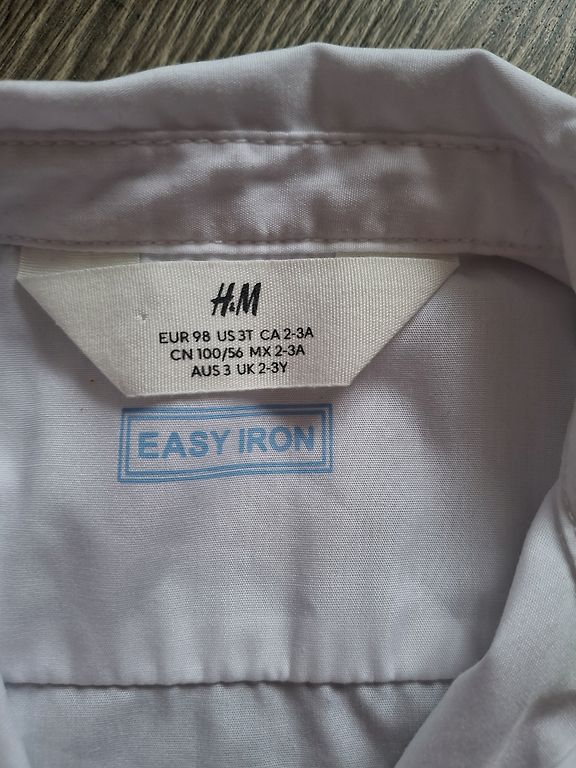 H&M
EUR 98 US 3T CA 2-3A
CN 100/56 MX 2-3A
AUS 3 UK 2-3Y
EASY IRON